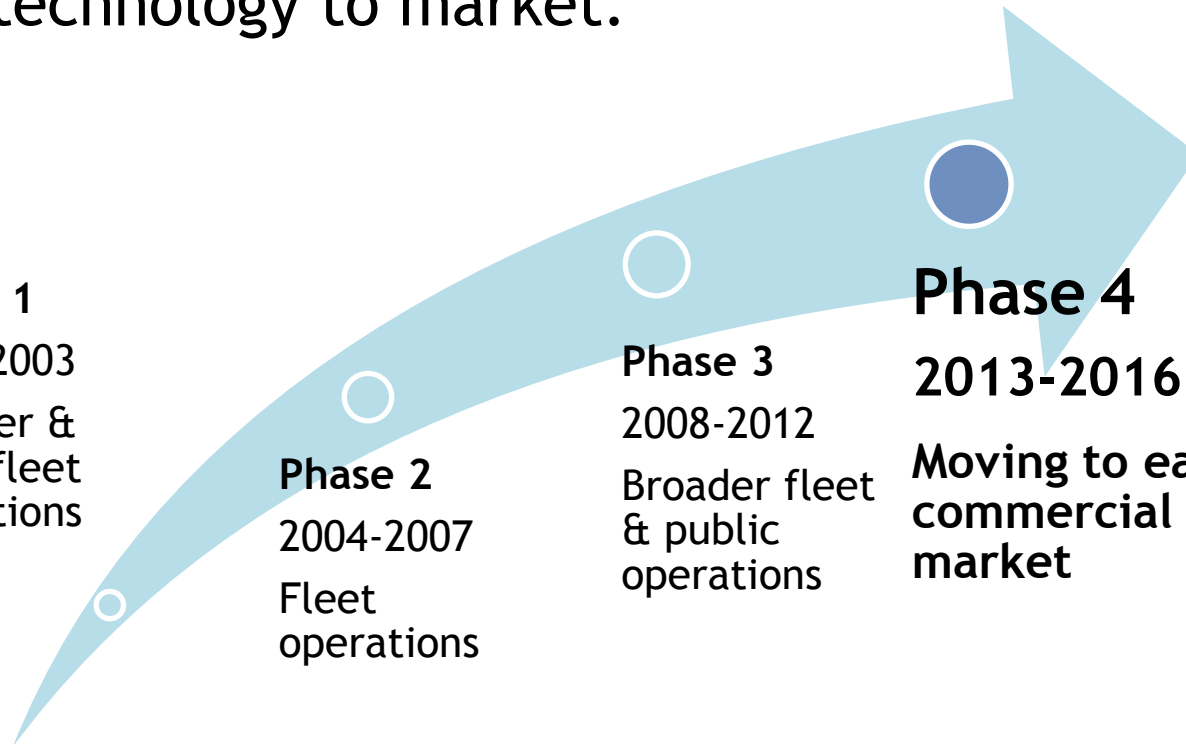 technology to market.
1
2003
er &
fleet
tions
Phase 2
2004-2007
Fleet
operations
Phase 3
2008-2012
Broader fleet
& public
operations
Phase 4
2013-2016
Moving to ea
commercial
market